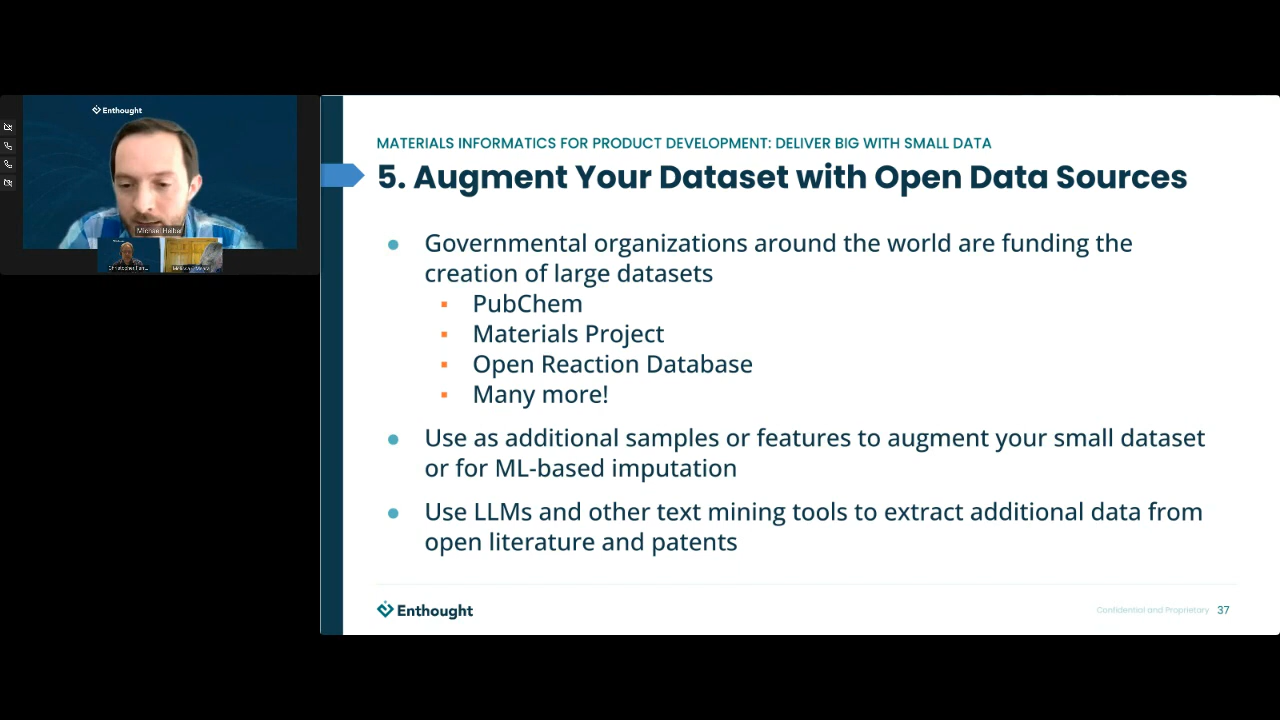 Enthought
Michael Heiber
MATERIALS INFORMATICS FOR PRODUCT DEVELOPMENT: DELIVER BIG WITH SMALL DATA
5. Augment Your Dataset with Open Data Sources
Governmental organizations around the world are funding the
creation of large datasets
PubChem
Materials Project
Open Reaction Database
Many more!
Use as additional samples or features to augment your small dataset
or for ML-based imputation
Use LLMs and other text mining tools to extract additional data from
open literature and patents
Enthought
Confidential and Proprietary 37